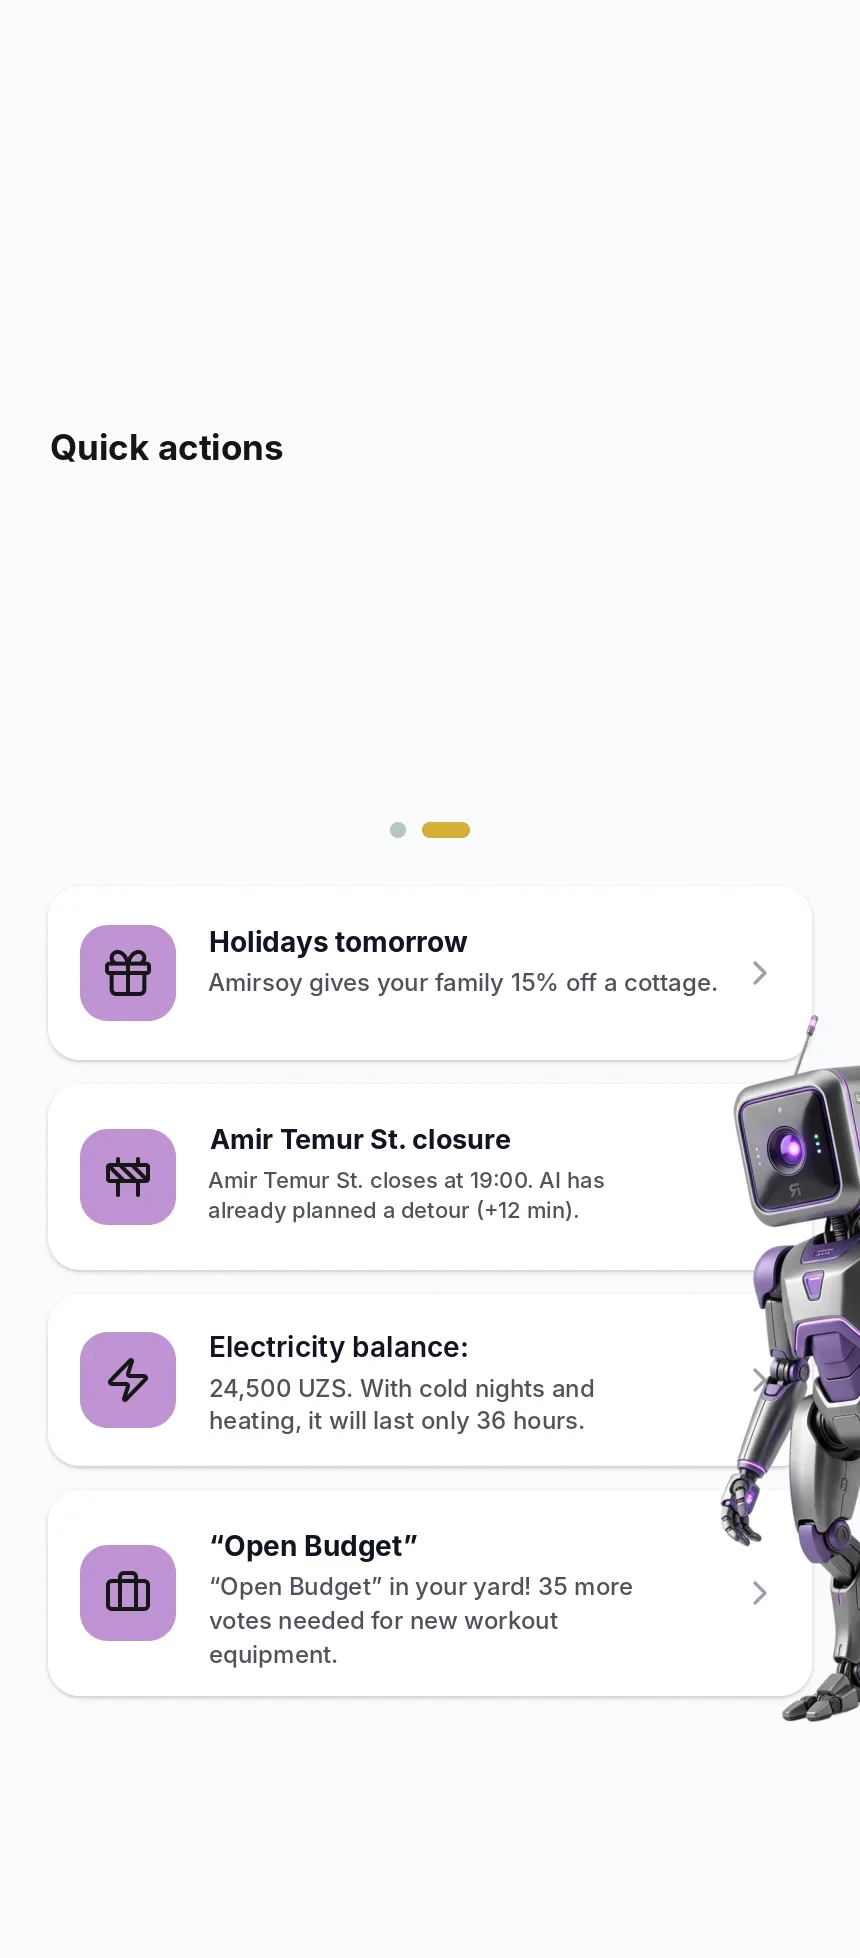 Quick actions
Holidays tomorrow
Amirsoy gives your family 15% off a cottage.
Amir Temur St. closure
Amir Temur St. closes at 19:00. AI has
already planned a detour (+12 min).
Electricity balance:
24,500 UZS. With cold nights and
heating, it will last only 36 hours.
“Open Budget”
“Open Budget” in your yard! 35 more
votes needed for new workout
equipment.